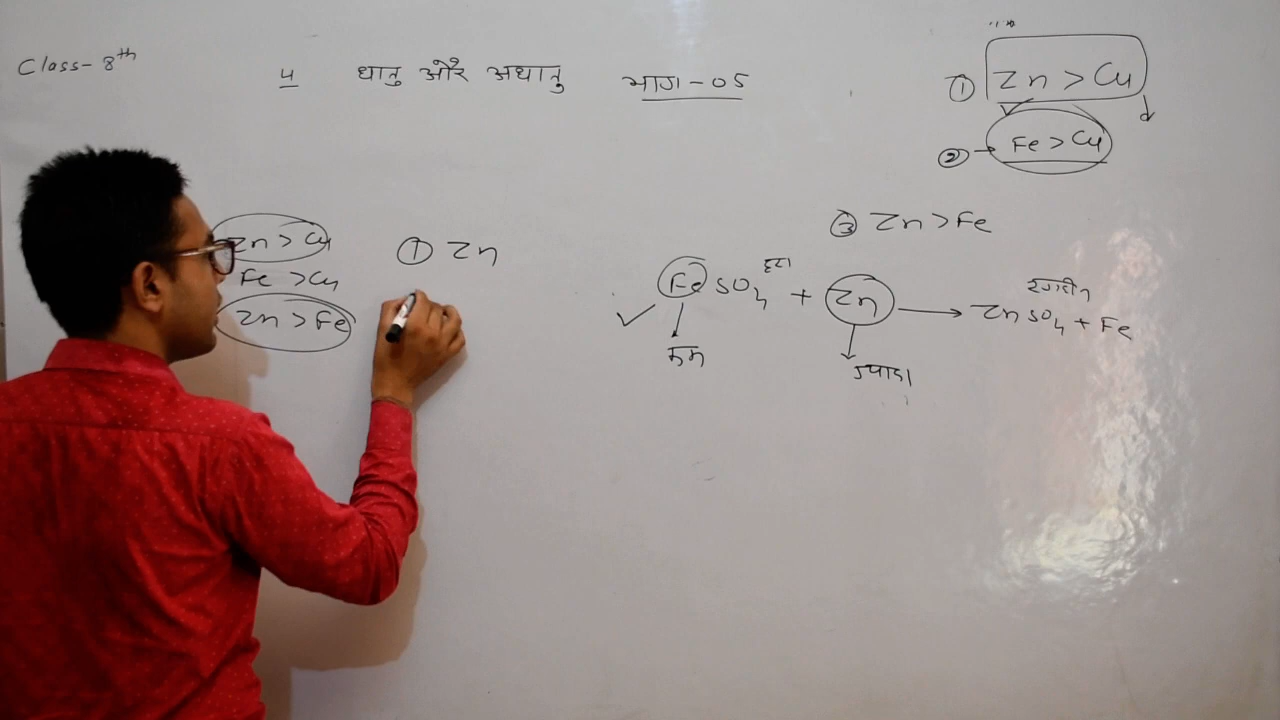 Class-8th
4 धातु और अधातु भाग-05
① Zn > Cu
② → Fe > Cu
③ Zn > Fe
Zn > Cu
Fe > Cu
Zn > Fe
① Zn
हरा रंगहीन
FeSO4 + Zn → ZnSO4 + Fe
कम ज्यादा